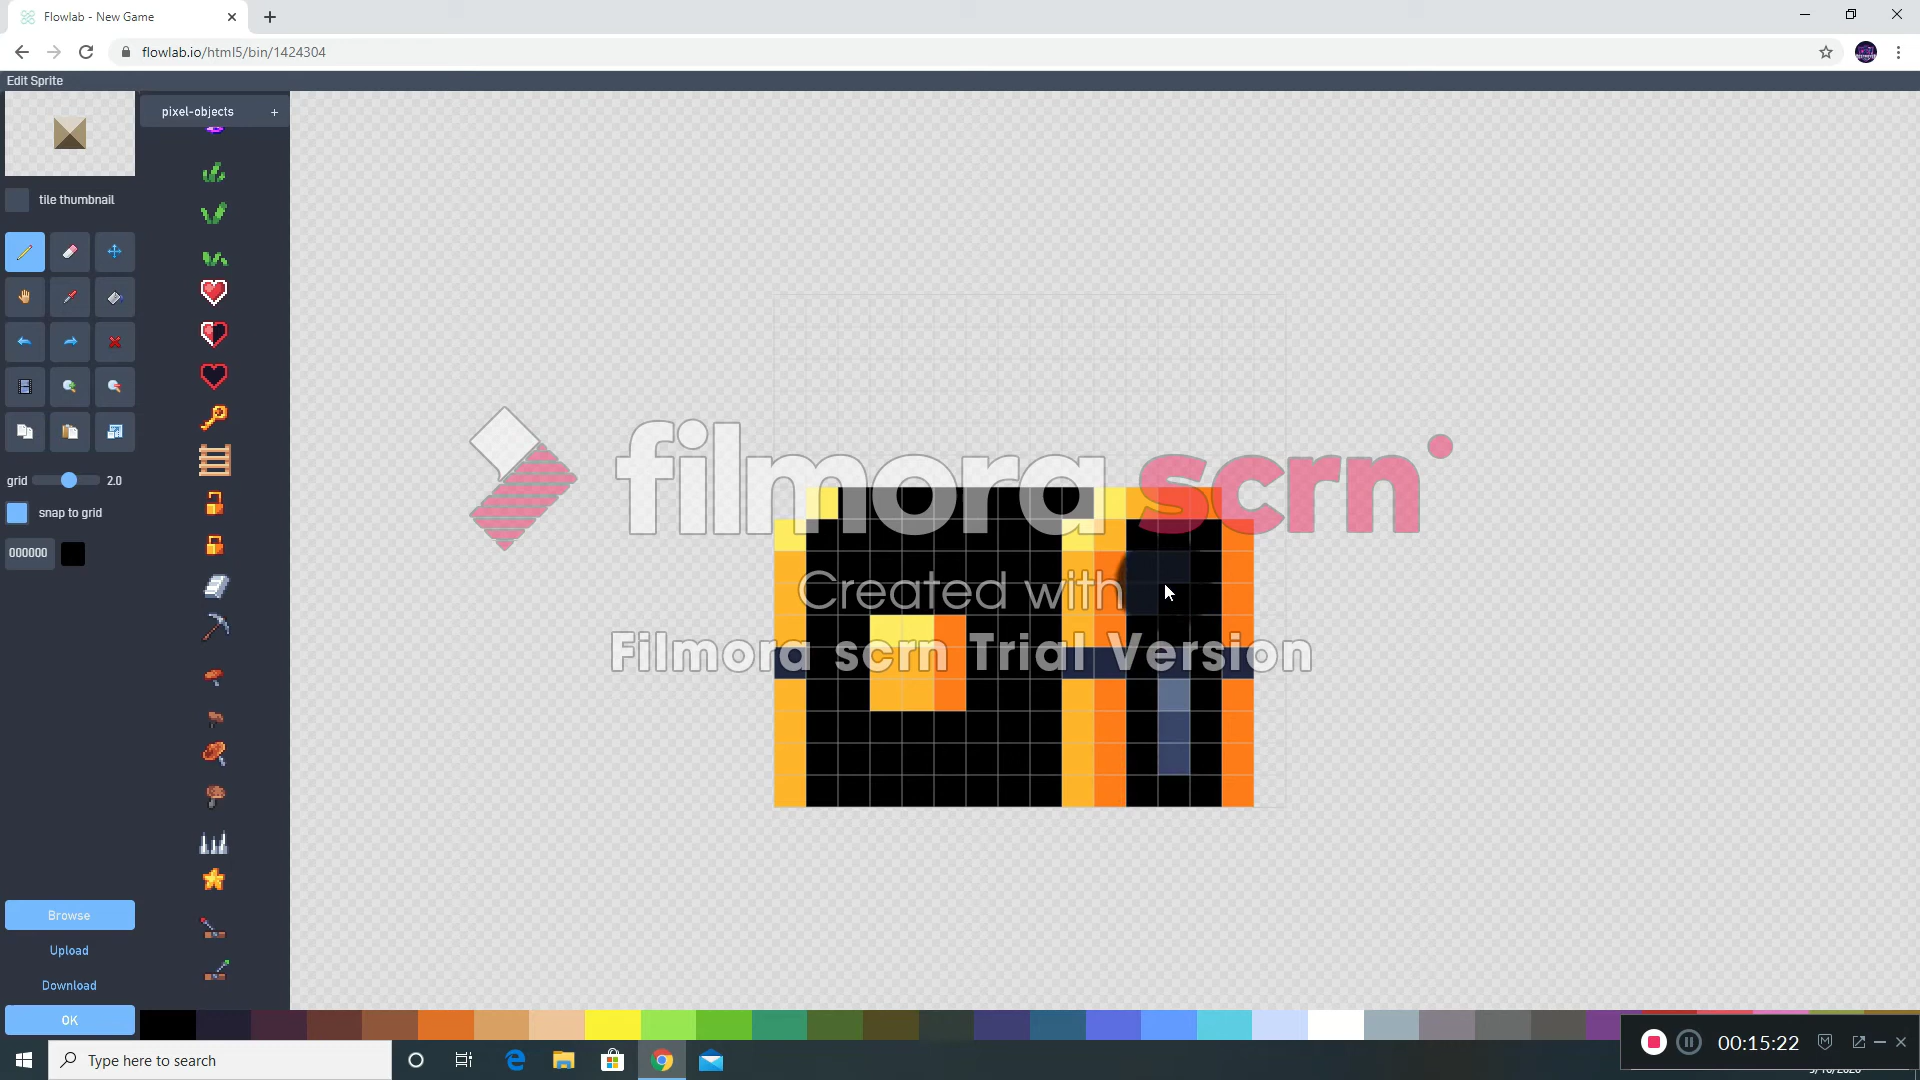 Flowlab - New Game
flowlab.io/html5/bin/1424304
Edit Sprite
pixel-objects +
tile thumbnail
grid 2.0
snap to grid
000000
filmora scrn
Created with
Filmora scrn Trial Version
Browse
Upload
Download
OK
Type here to search
00:15:22